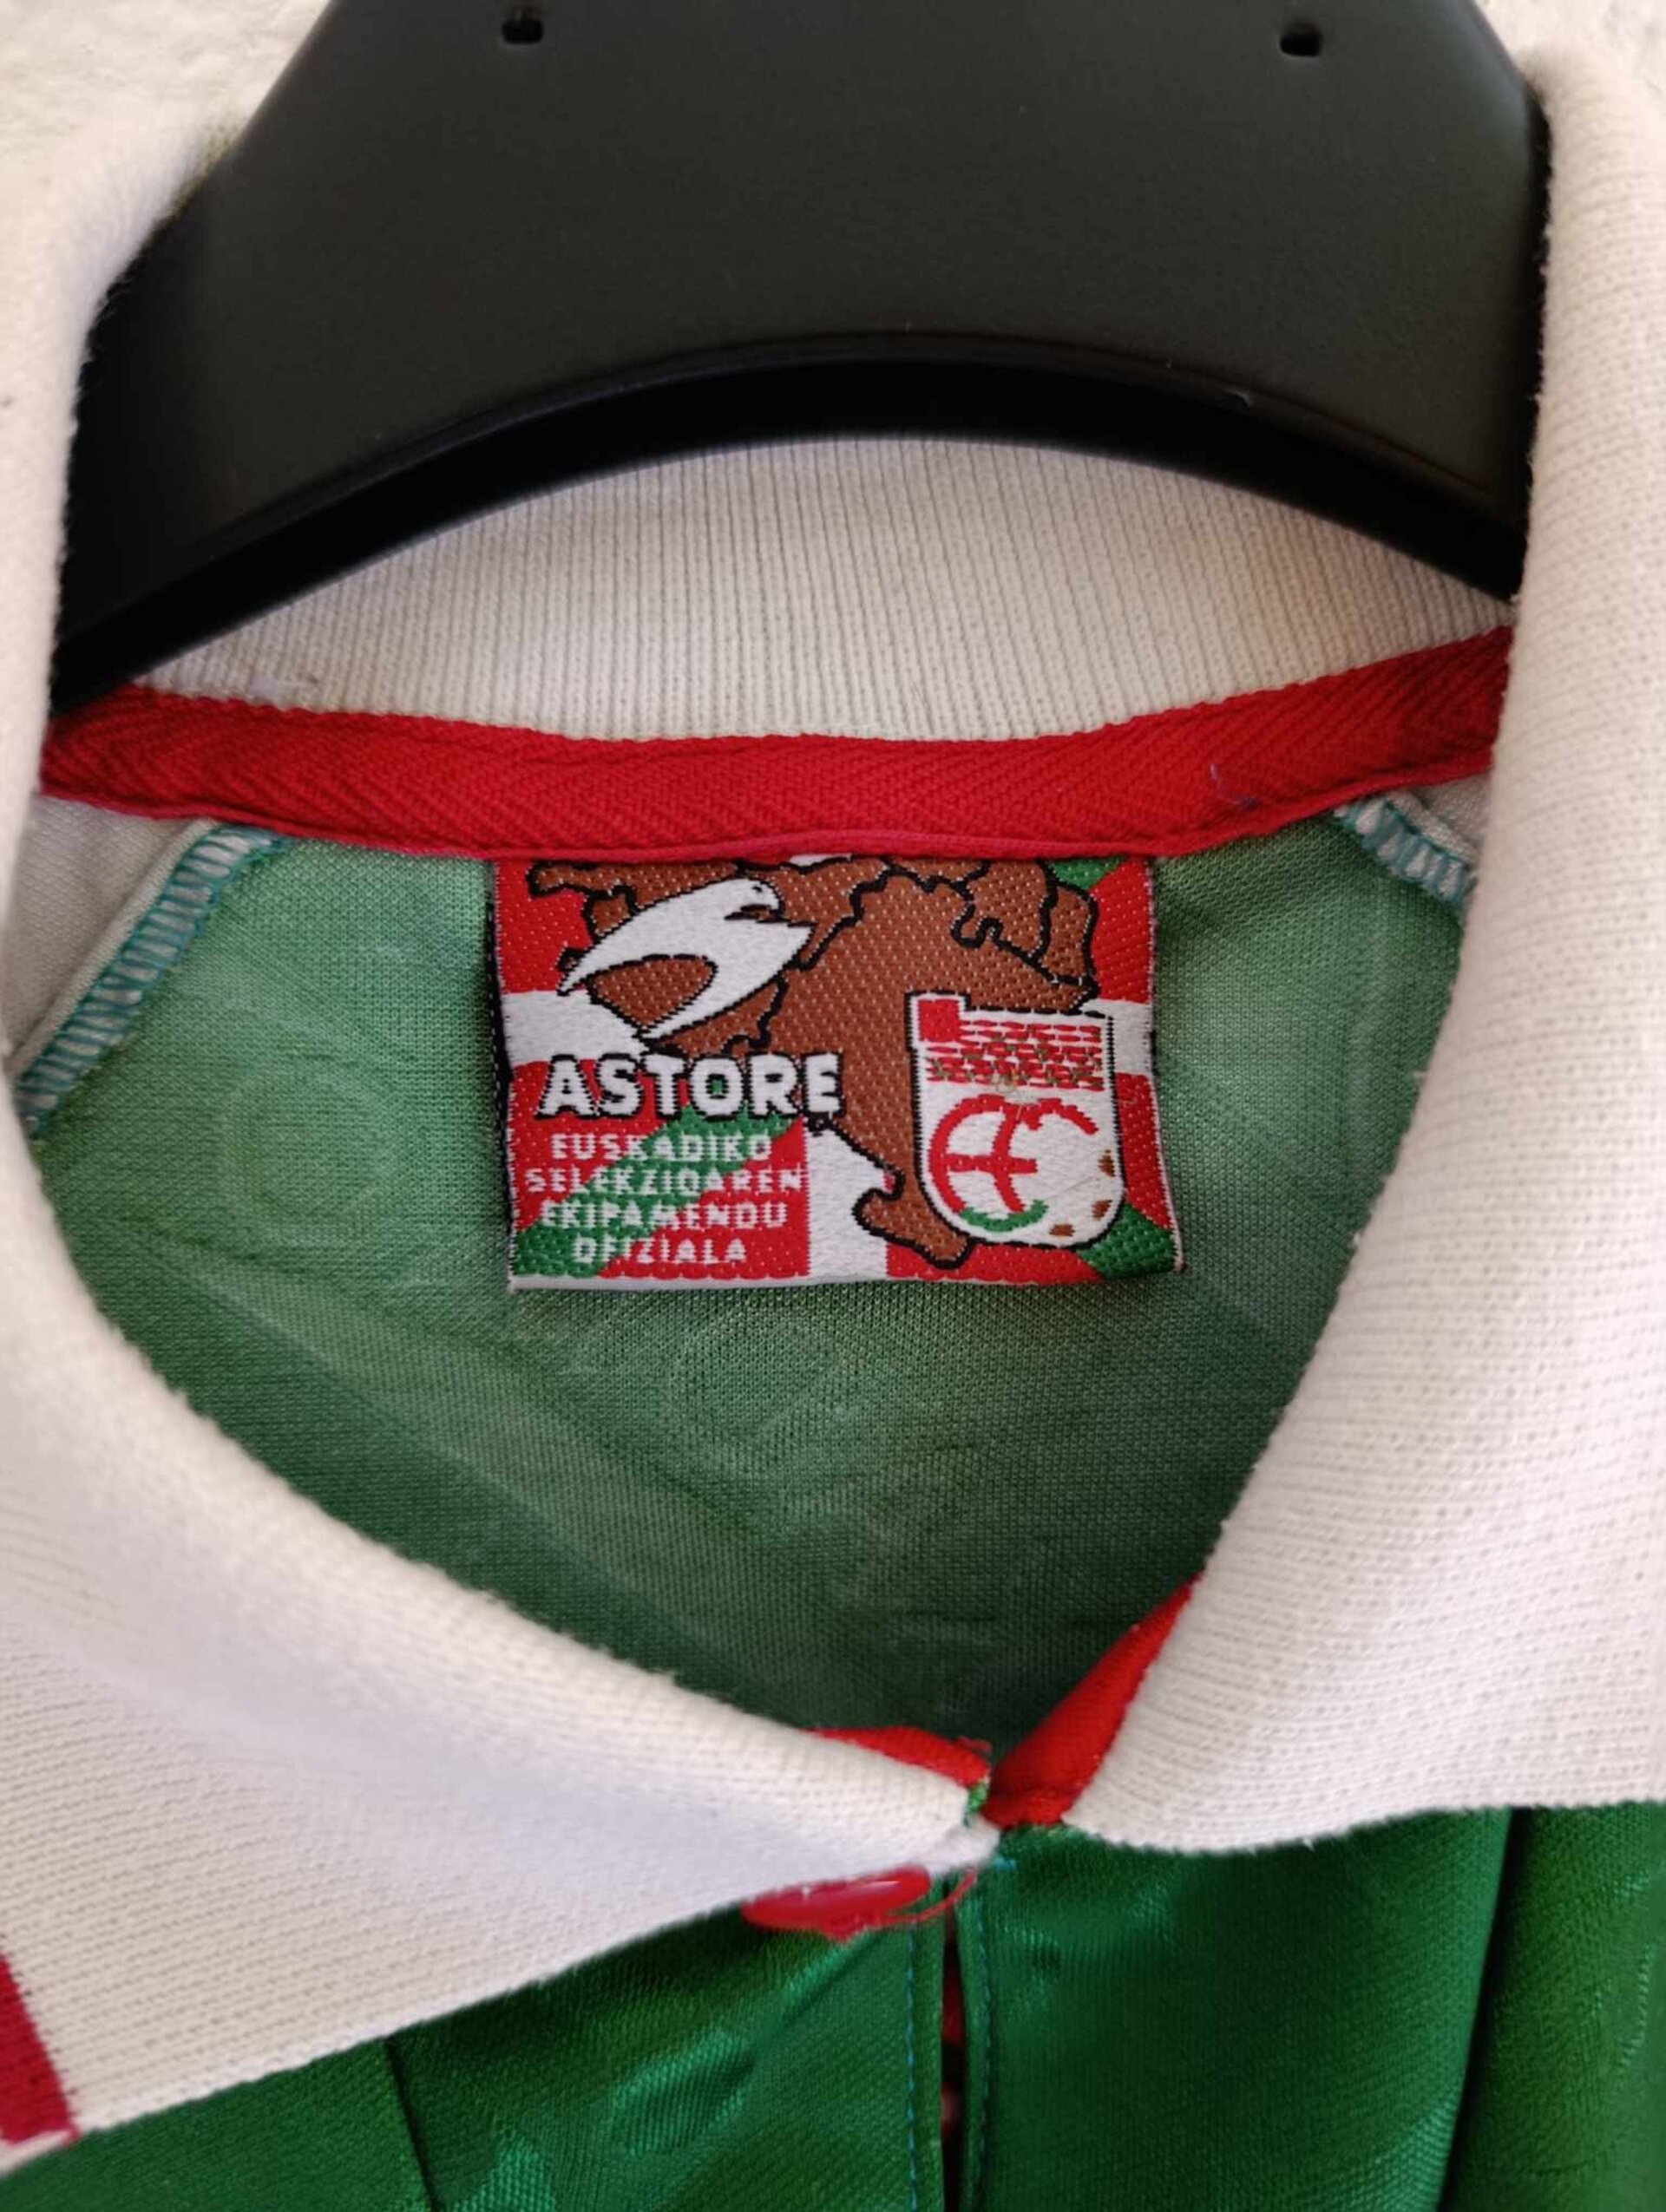 ASTORE
EUSKADIKO
SELEKZIOAREN
EKIPAMENDU
OFIZIALA